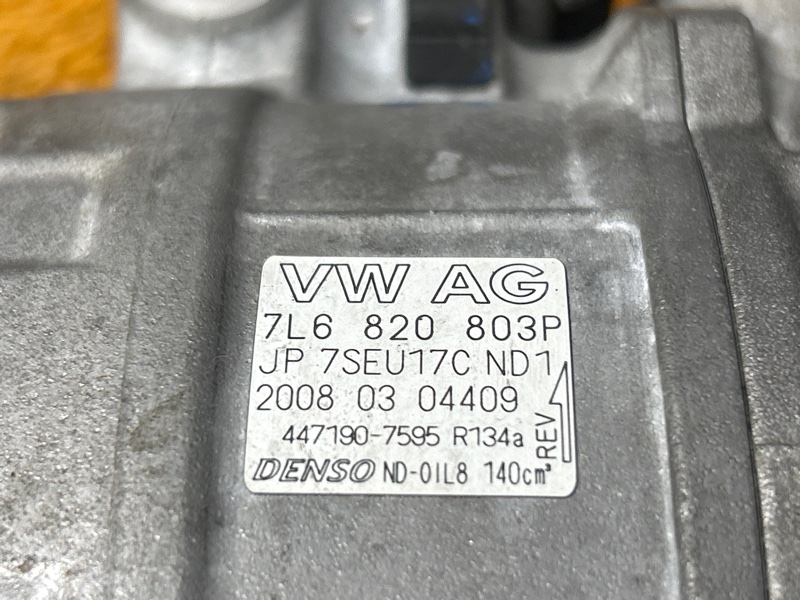 VW AG
7L6 820 803P
JP 7SEU17C ND1
2008 03 04409
447190-7595 R134a
REV
DENSO ND-OIL8 140cm³